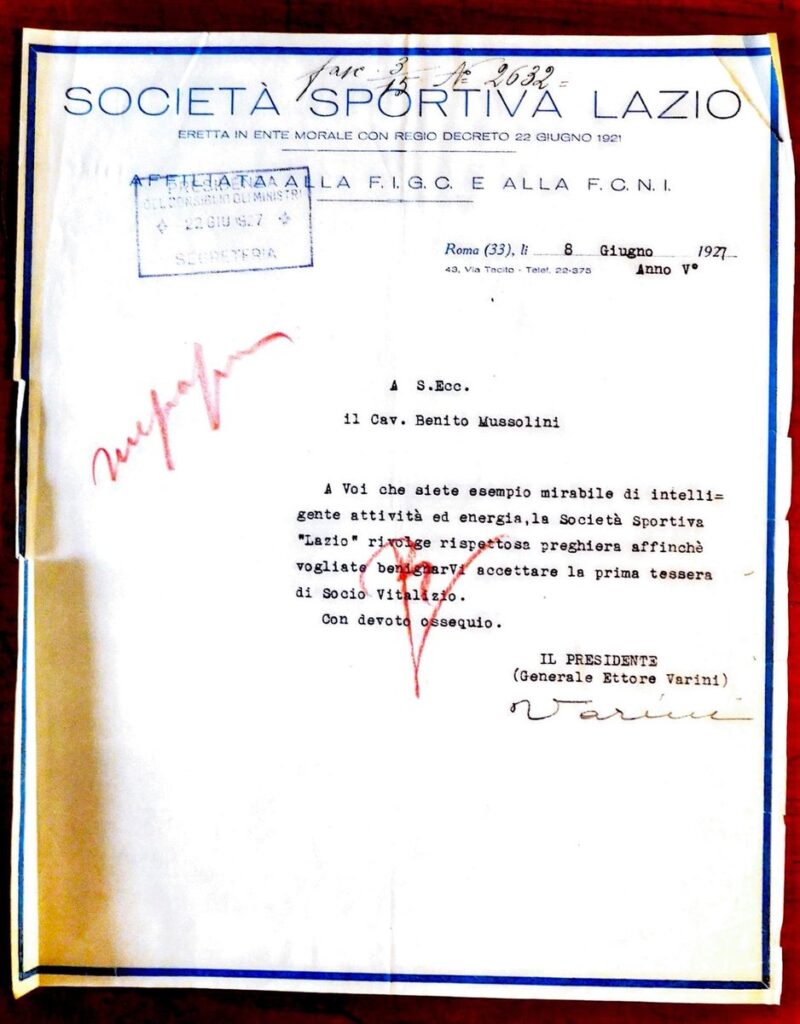 fasc 3/15 N° 2632=
SOCIETÀ SPORTIVA LAZIO
ERETTA IN ENTE MORALE CON REGIO DECRETO 22 GIUGNO 1921
AFFILIATA ALLA F.I.G.C. E ALLA F.C.N.I.
PRESIDENZA
DEL CONSIGLIO DI MINISTRI
22 GIU 1927
SEGRETERIA
Roma (33), li 8 Giugno 1927
43, Via Tacito - Telef. 22-375 Anno V°
A S.Ecc.
il Cav. Benito Mussolini
A Voi che siete esempio mirabile di intelli=
gente attività ed energia,la Società Sportiva
"Lazio" rivolge rispettosa preghiera affinchè
vogliate benignarVi accettare la prima tessera
di Socio Vitalizio.
Con devoto ossequio.
IL PRESIDENTE
(Generale Ettore Varini)
Varini